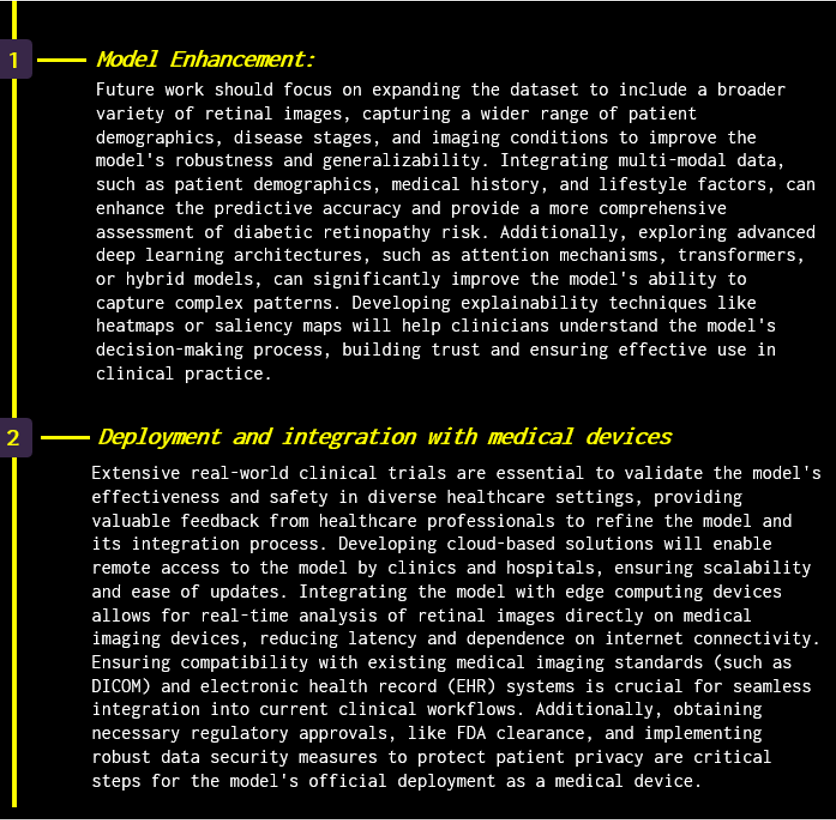 1
Model Enhancement:
Future work should focus on expanding the dataset to include a broader
variety of retinal images, capturing a wider range of patient
demographics, disease stages, and imaging conditions to improve the
model's robustness and generalizability. Integrating multi-modal data,
such as patient demographics, medical history, and lifestyle factors, can
enhance the predictive accuracy and provide a more comprehensive
assessment of diabetic retinopathy risk. Additionally, exploring advanced
deep learning architectures, such as attention mechanisms, transformers,
or hybrid models, can significantly improve the model's ability to
capture complex patterns. Developing explainability techniques like
heatmaps or saliency maps will help clinicians understand the model's
decision-making process, building trust and ensuring effective use in
clinical practice.
2
Deployment and integration with medical devices
Extensive real-world clinical trials are essential to validate the model's
effectiveness and safety in diverse healthcare settings, providing
valuable feedback from healthcare professionals to refine the model and
its integration process. Developing cloud-based solutions will enable
remote access to the model by clinics and hospitals, ensuring scalability
and ease of updates. Integrating the model with edge computing devices
allows for real-time analysis of retinal images directly on medical
imaging devices, reducing latency and dependence on internet connectivity.
Ensuring compatibility with existing medical imaging standards (such as
DICOM) and electronic health record (EHR) systems is crucial for seamless
integration into current clinical workflows. Additionally, obtaining
necessary regulatory approvals, like FDA clearance, and implementing
robust data security measures to protect patient privacy are critical
steps for the model's official deployment as a medical device.